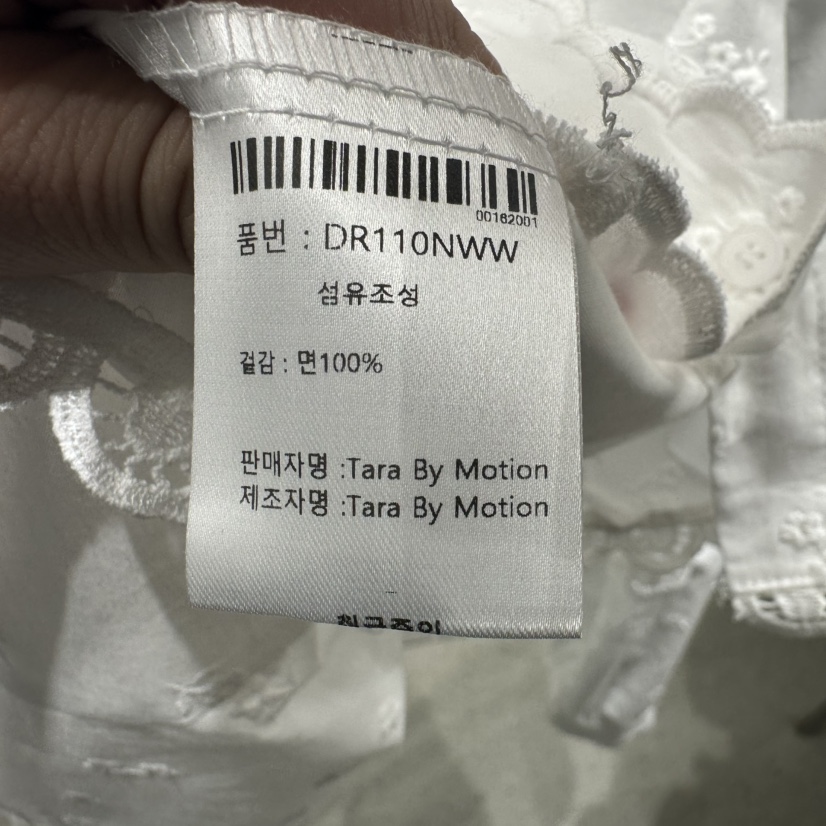 00162001
품번 : DR110NWW
섬유조성
겉감 : 면100%
판매자명 :Tara By Motion
제조자명 :Tara By Motion